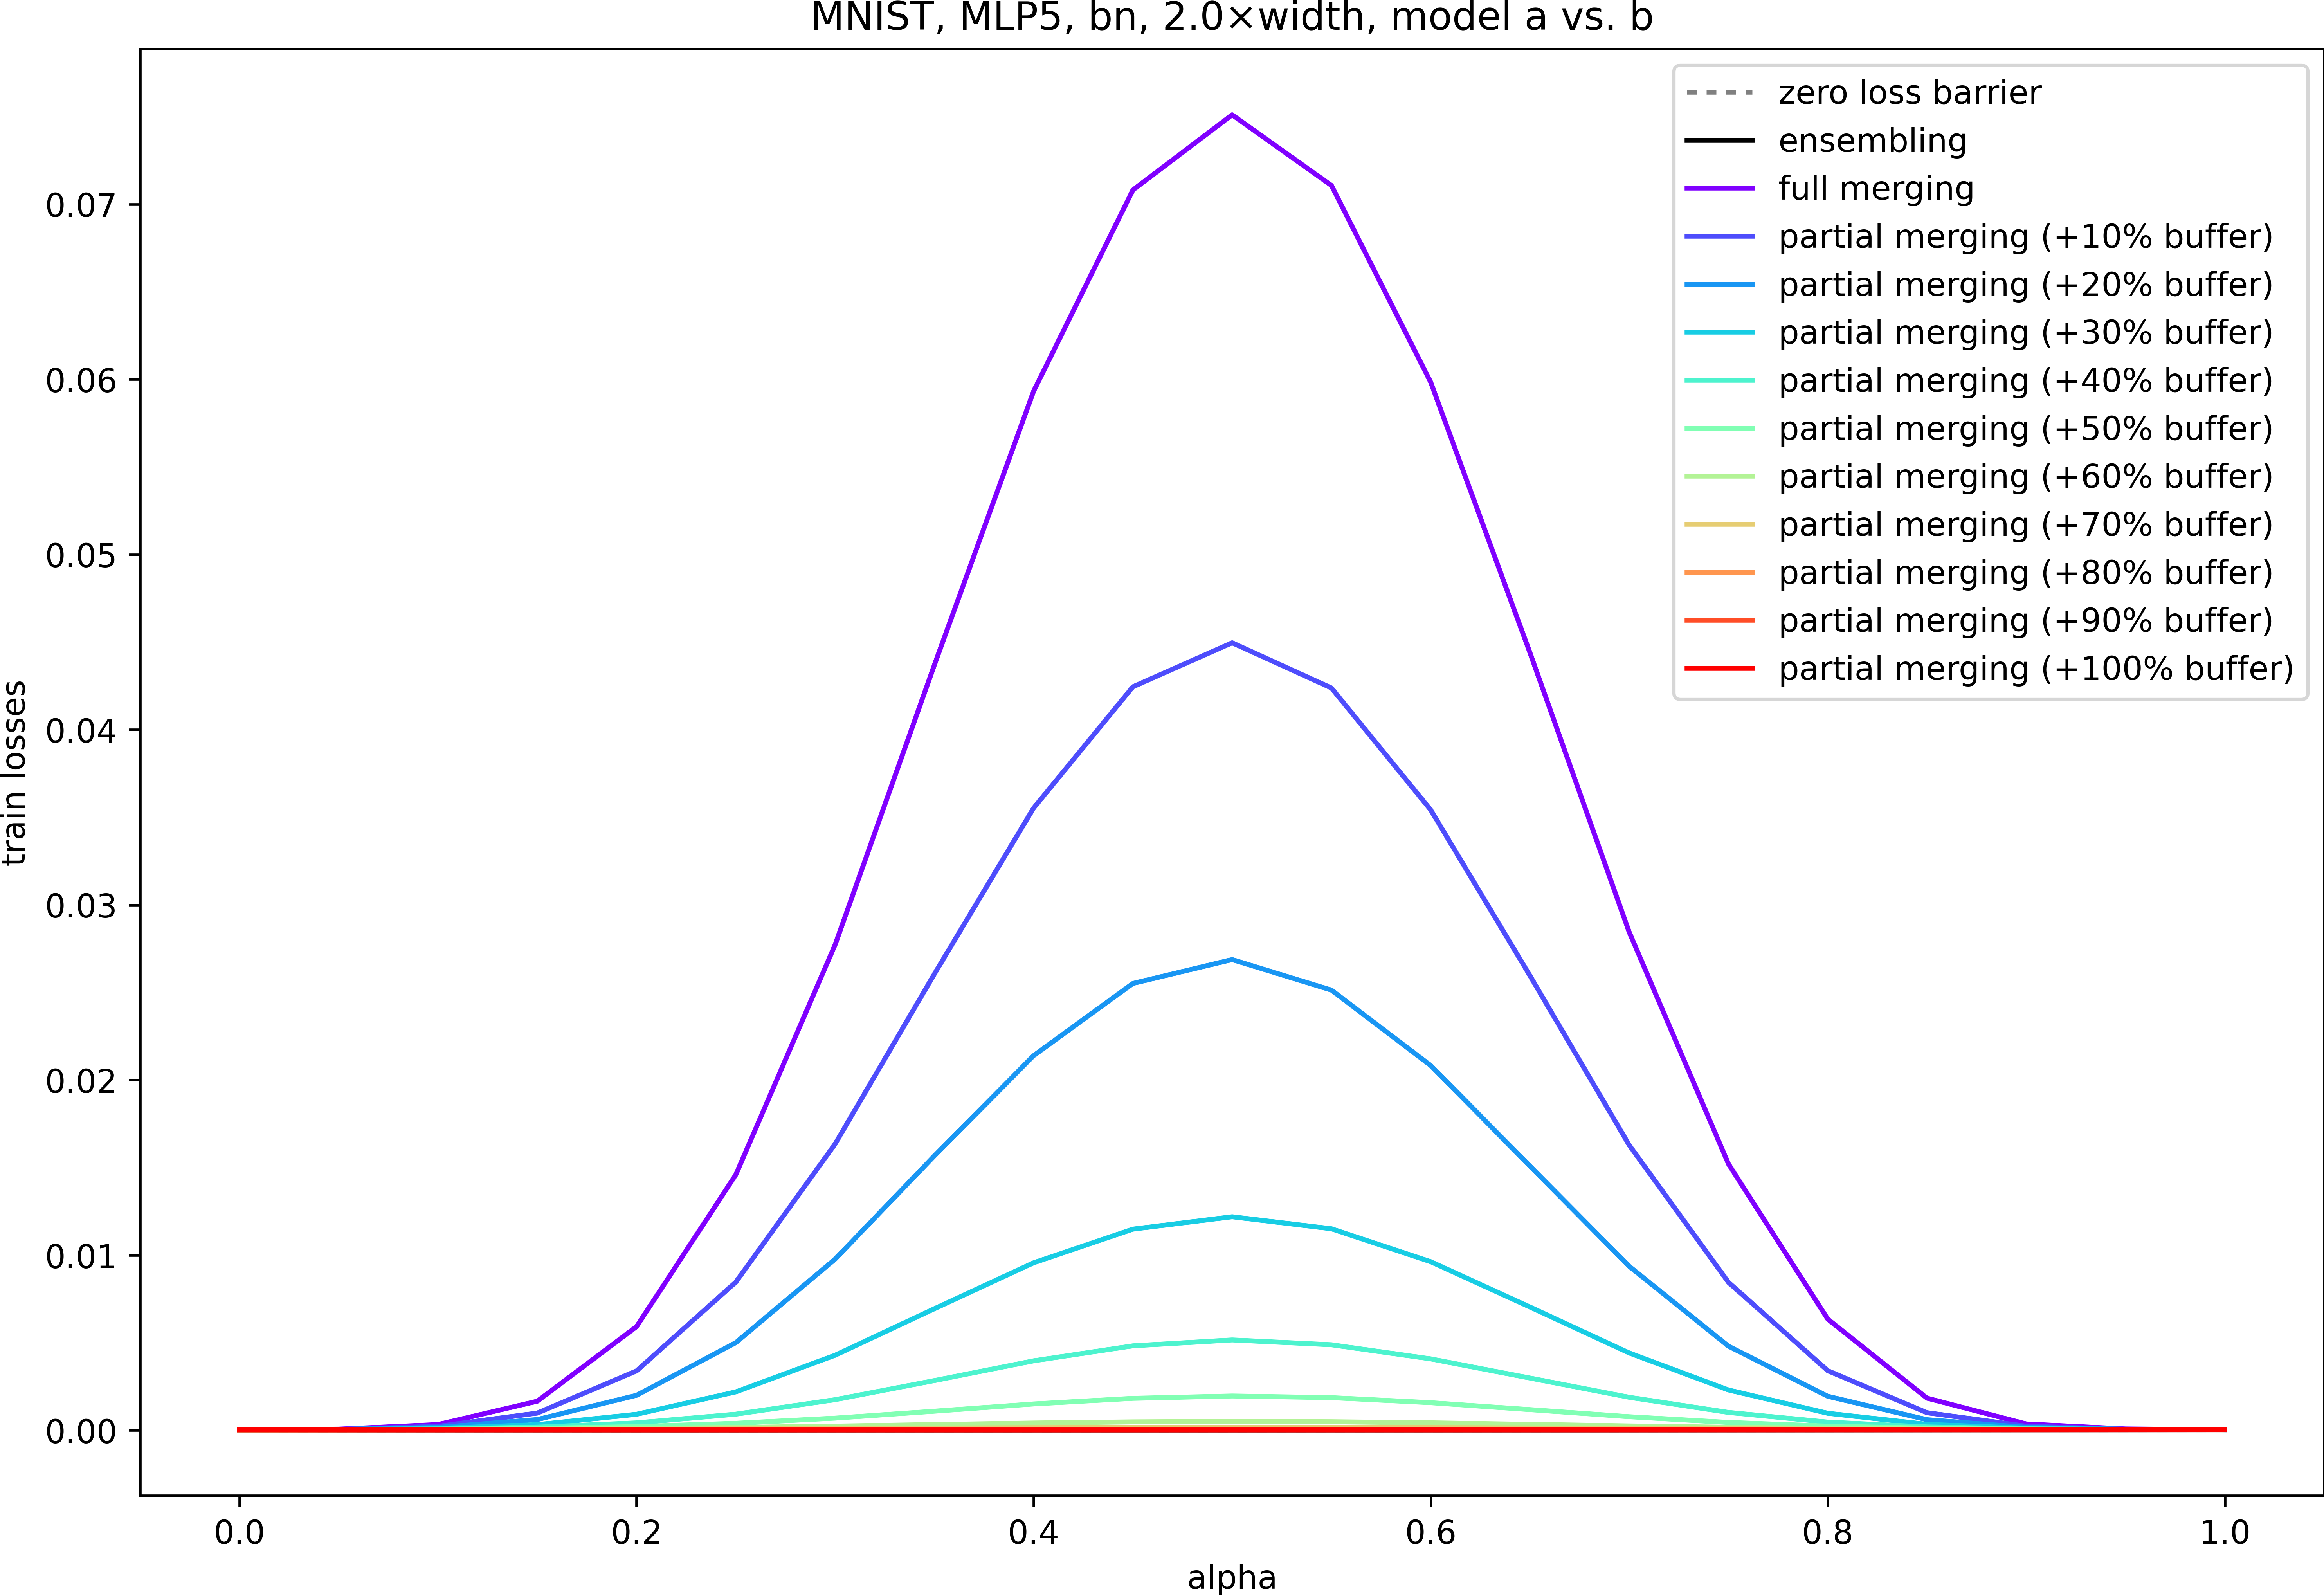 MNIST, MLP5, bn, 2.0×width, model a vs. b
zero loss barrier
ensembling
full merging
partial merging (+10% buffer)
partial merging (+20% buffer)
partial merging (+30% buffer)
partial merging (+40% buffer)
partial merging (+50% buffer)
partial merging (+60% buffer)
partial merging (+70% buffer)
partial merging (+80% buffer)
partial merging (+90% buffer)
partial merging (+100% buffer)
train losses
0.07
0.06
0.05
0.04
0.03
0.02
0.01
0.00
0.0 0.2 0.4 0.6 0.8 1.0
alpha